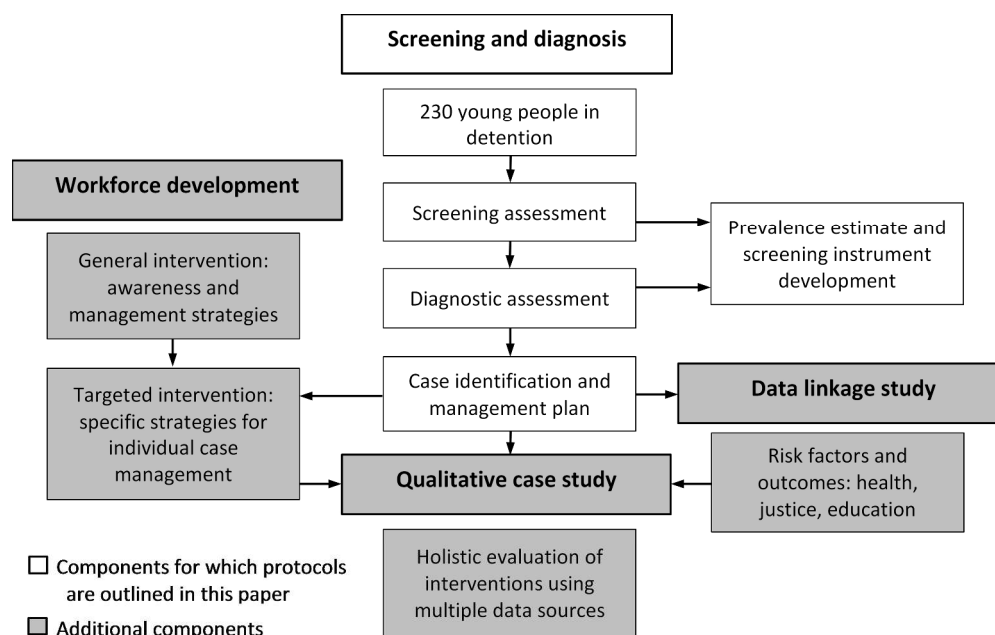 Screening and diagnosis
230 young people in
detention
Workforce development
Screening assessment
Prevalence estimate and
screening instrument
development
General intervention:
awareness and
management strategies
Diagnostic assessment
Case identification and
management plan
Targeted intervention:
specific strategies for
individual case
management
Data linkage study
Qualitative case study
Risk factors and
outcomes: health,
justice, education
Holistic evaluation of
interventions using
multiple data sources
Components for which protocols
are outlined in this paper
Additional components